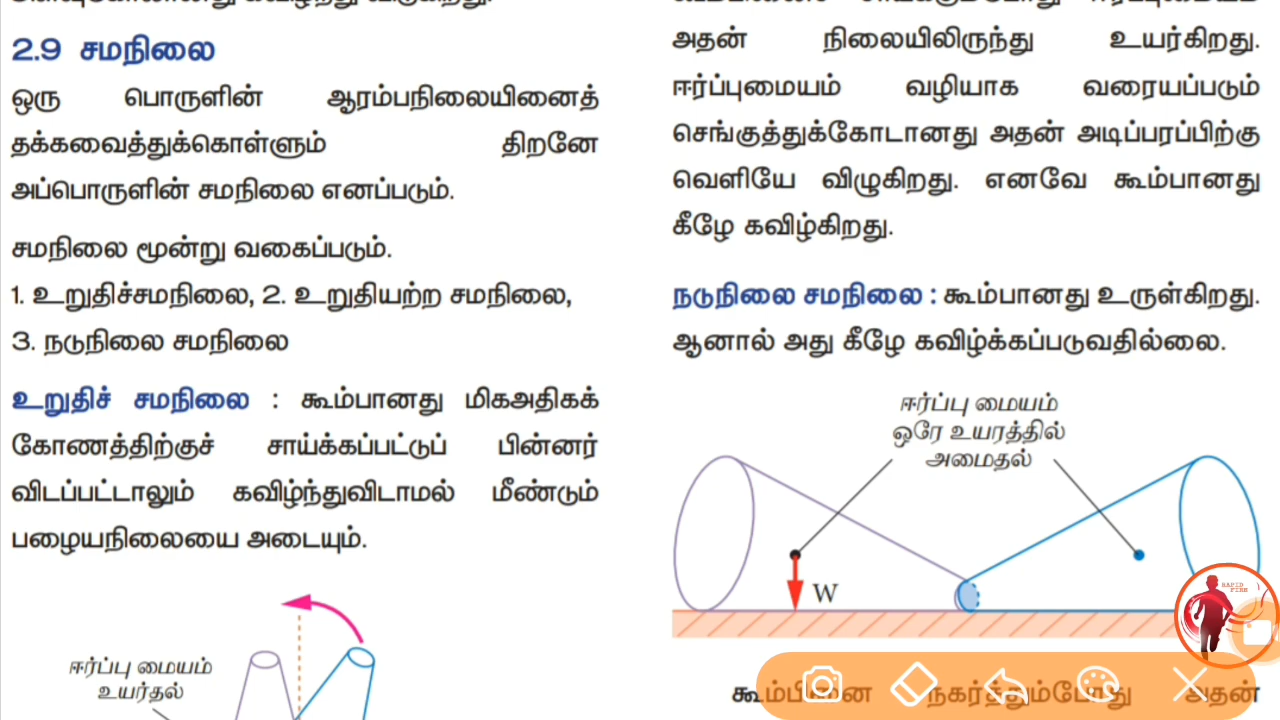 2.9 சமநிலை
ஒரு பொருளின் ஆரம்பநிலையினைத்
தக்கவைத்துக்கொள்ளும் திறனே
அப்பொருளின் சமநிலை எனப்படும்.
சமநிலை மூன்று வகைப்படும்.
1. உறுதிச்சமநிலை, 2. உறுதியற்ற சமநிலை,
3. நடுநிலை சமநிலை
உறுதிச் சமநிலை : கூம்பானது மிகஅதிகக்
கோணத்திற்குச் சாய்க்கப்பட்டுப் பின்னர்
விடப்பட்டாலும் கவிழ்ந்துவிடாமல் மீண்டும்
பழையநிலையை அடையும்.
ஈர்ப்பு மையம்
உயர்தல்
அதன் நிலையிலிருந்து உயர்கிறது.
ஈர்ப்புமையம் வழியாக வரையப்படும்
செங்குத்துக்கோடானது அதன் அடிப்பரப்பிற்கு
வெளியே விழுகிறது. எனவே கூம்பானது
கீழே கவிழ்கிறது.
நடுநிலை சமநிலை : கூம்பானது உருள்கிறது.
ஆனால் அது கீழே கவிழ்க்கப்படுவதில்லை.
ஈர்ப்பு மையம்
ஒரே உயரத்தில்
அமைதல்
W
RAPID
FIRE
கூம்பினை நகர்த்தும்போது அதன்